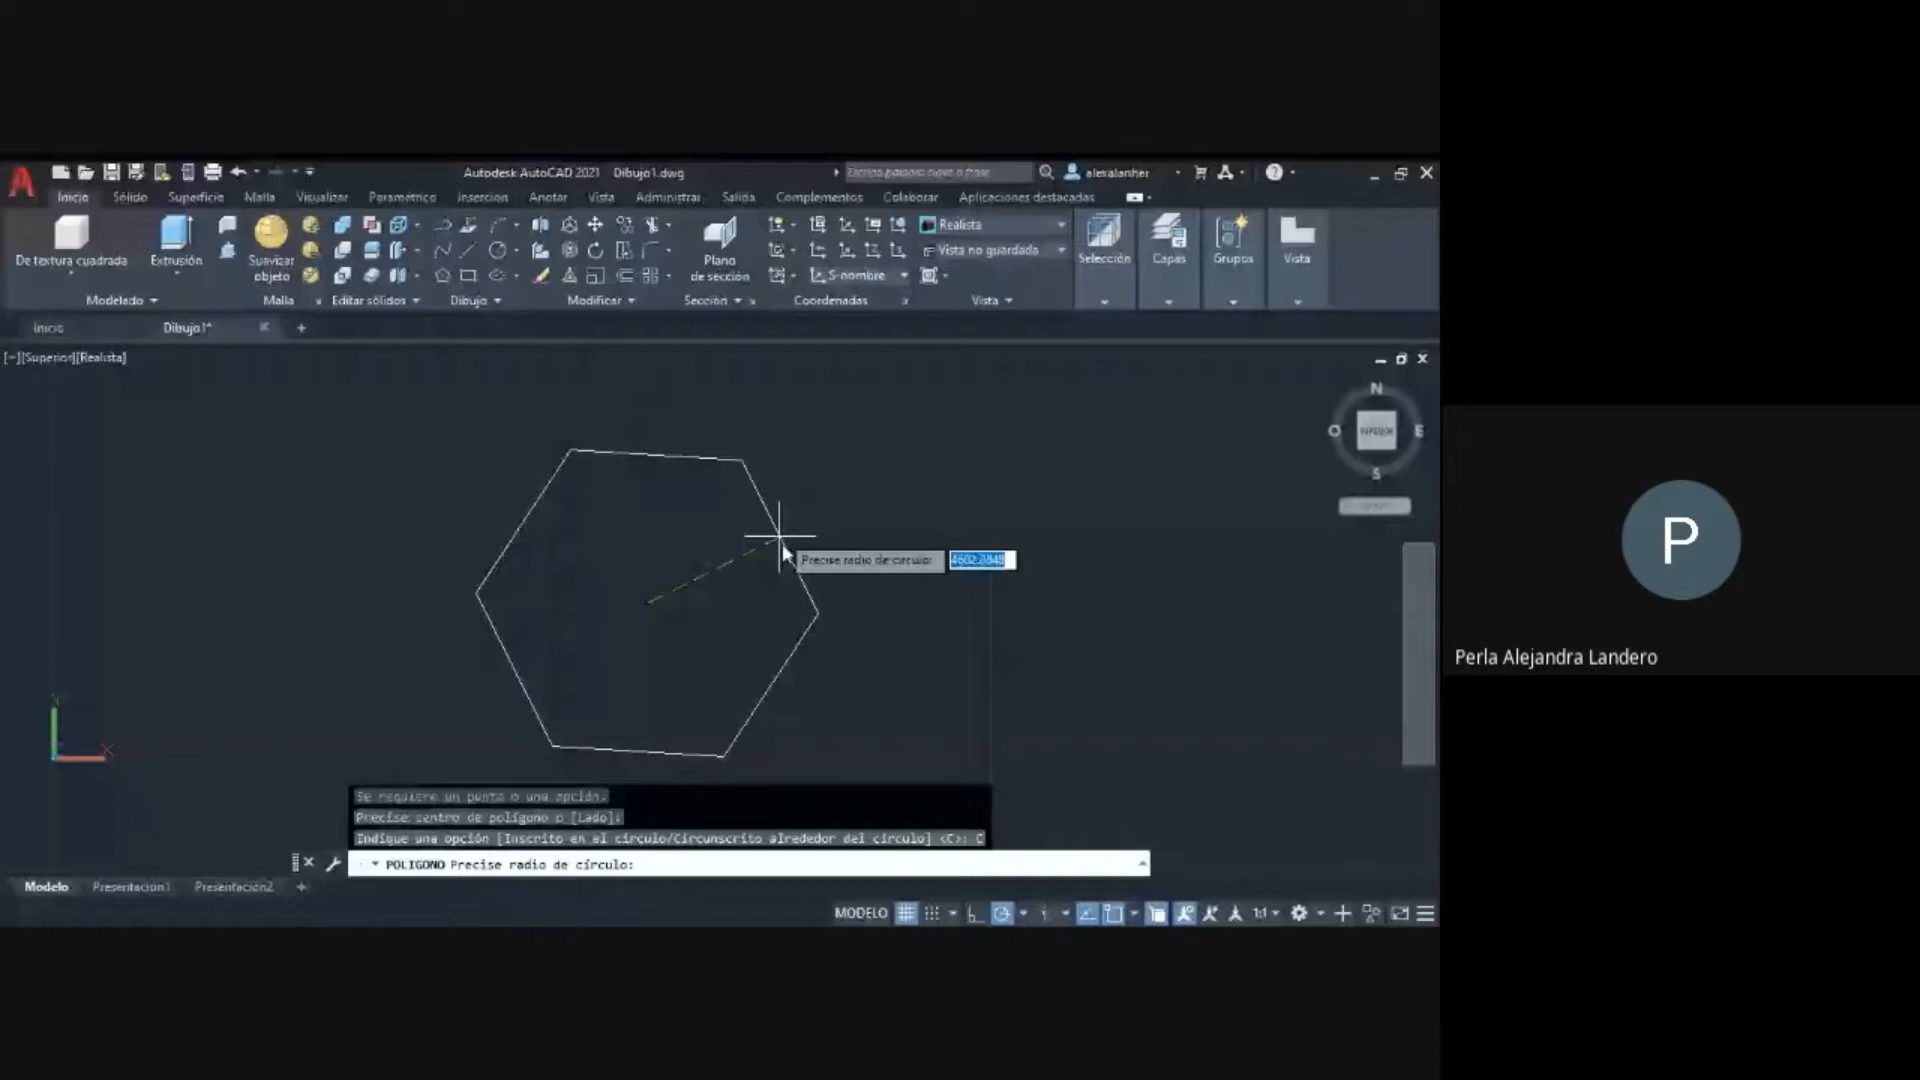 Autodesk AutoCAD 2021 Dibujo1.dwg
alexalanher
Inicio Sólido Superficie Malla Visualizar Paramétrico Insercion Anotar Vista Administrar Salida Complementos Colaborar Aplicaciones destacadas
De textura cuadrada
Extrusión
Suavizar
objeto
Plano
de sección
Realista
Vista no guardada
S-nombre
Selección
Capas
Grupos
Vista
Modelado
Malla
Editar sólidos
Dibujo
Modificar
Sección
Coordenadas
Vista
Inicio
Dibujo1*
[−][Superior][Realista]
N
O
E
S
Precise radio de círculo:
Se requiere un punto o una opción.
Precise centro de polígono o [Lado]:
Indique una opción [Inscrito en el círculo/Circunscrito alrededor del círculo] <C>: C
POLIGONO Precise radio de círculo:
Modelo Presentación1 Presentación2
MODELO
1:1
X
P
Perla Alejandra Landero